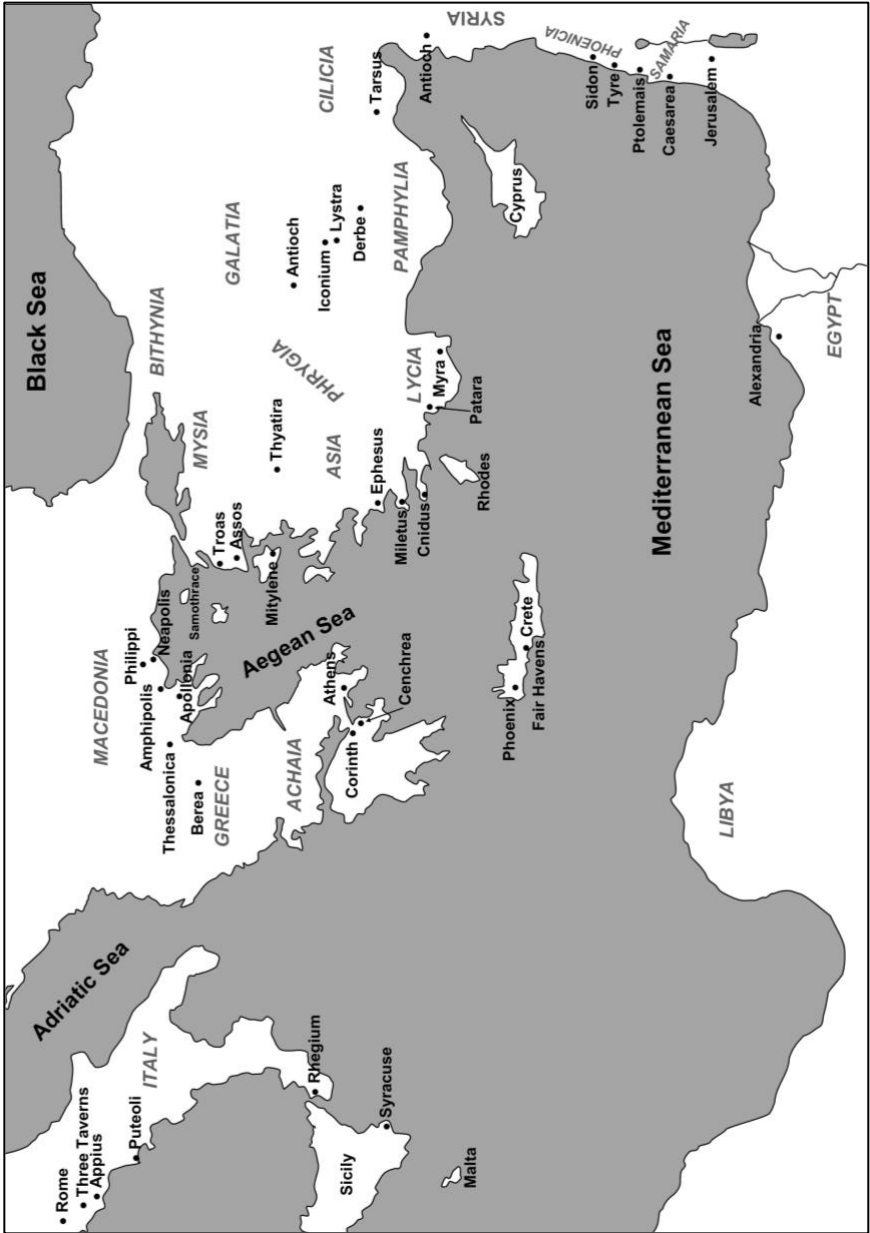 Black Sea
Adriatic Sea
Aegean Sea
Mediterranean Sea
Rome
Three Taverns
Appius
Puteoli
ITALY
Rhegium
Sicily
Syracuse
Malta
MACEDONIA
Philippi
Neapolis
Amphipolis
Apollonia
Thessalonica
Berea
GREECE
ACHAIA
Athens
Corinth
Cenchrea
Samothrace
BITHYNIA
MYSIA
Troas
Assos
Mitylene
Thyatira
PHRYGIA
ASIA
Ephesus
Miletus
Cnidus
Rhodes
LYCIA
Patara
Myra
GALATIA
Antioch
Iconium
Lystra
Derbe
PAMPHYLIA
CILICIA
Tarsus
Antioch
SYRIA
Cyprus
PHOENICIA
Sidon
Tyre
Ptolemais
SAMARIA
Caesarea
Jerusalem
Phoenix
Crete
Fair Havens
LIBYA
Alexandria
EGYPT